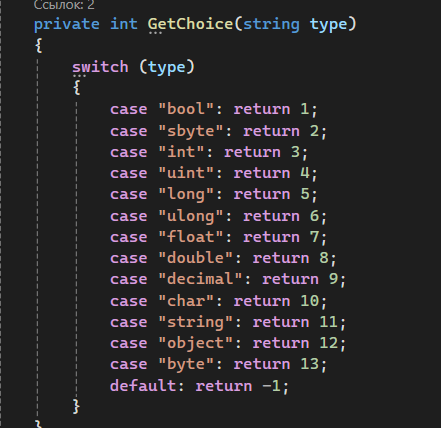 Ссылок: 2
private int GetChoice(string type)
{
switch (type)
{
case "bool": return 1;
case "sbyte": return 2;
case "int": return 3;
case "uint": return 4;
case "long": return 5;
case "ulong": return 6;
case "float": return 7;
case "double": return 8;
case "decimal": return 9;
case "char": return 10;
case "string": return 11;
case "object": return 12;
case "byte": return 13;
default: return -1;
}
}